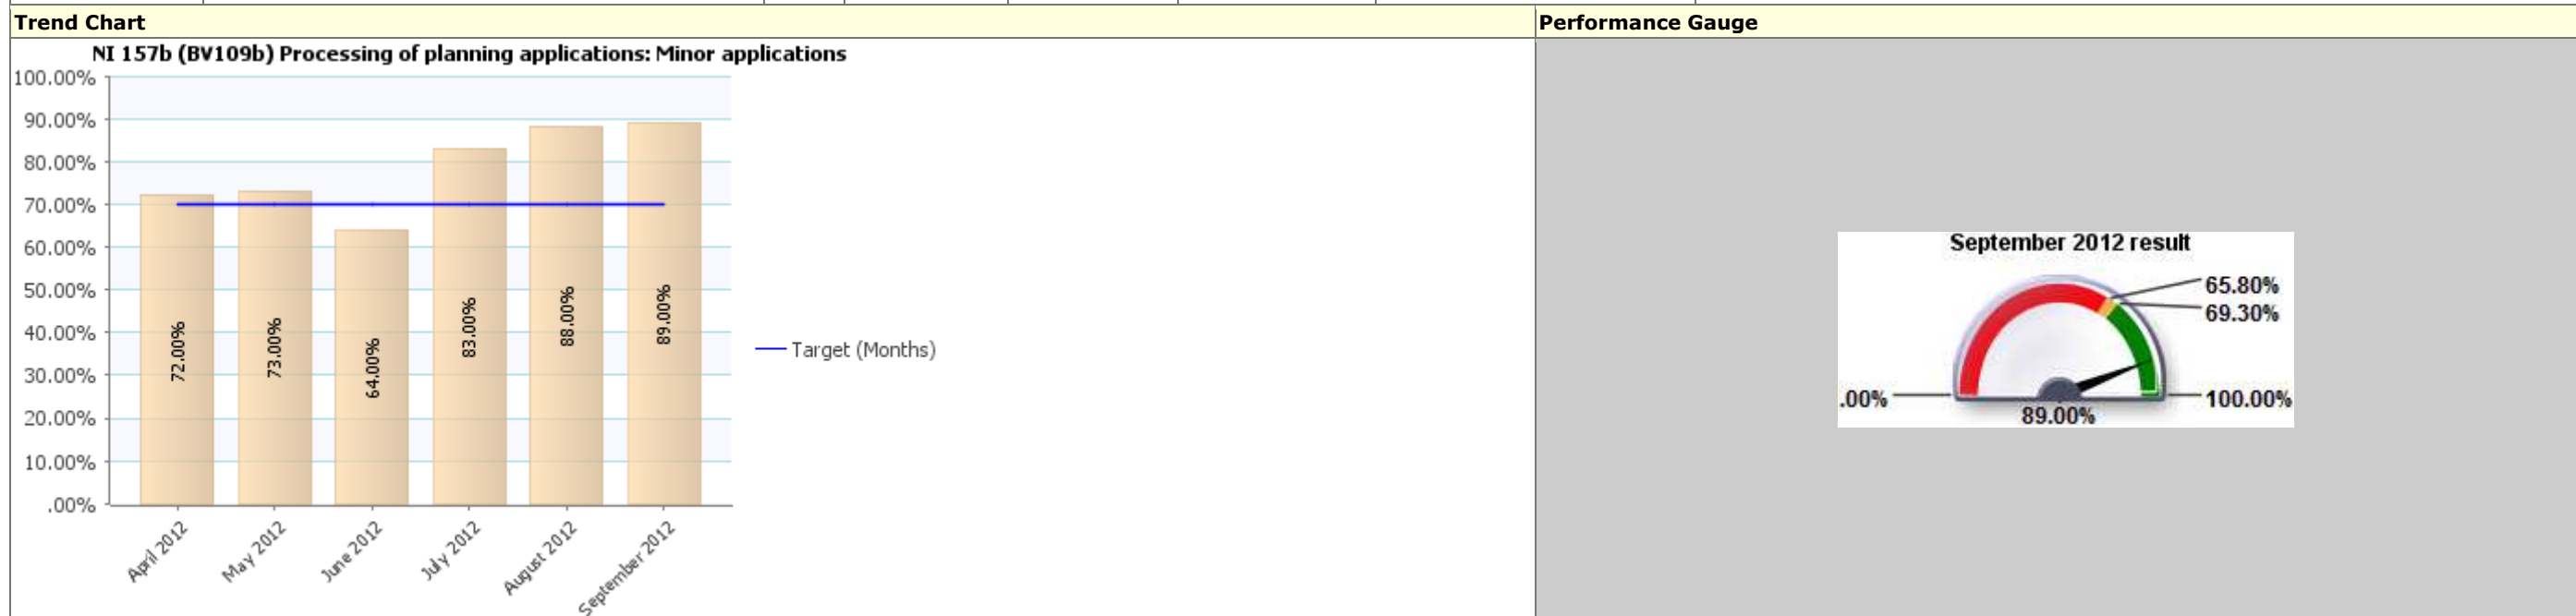 Trend Chart
Performance Gauge
NI 157b (BV109b) Processing of planning applications: Minor applications
100.00%
90.00%
80.00%
70.00%
60.00%
50.00%
40.00%
30.00%
20.00%
10.00%
.00%
72.00%
73.00%
64.00%
83.00%
88.00%
89.00%
April 2012
May 2012
June 2012
July 2012
August 2012
September 2012
Target (Months)
September 2012 result
65.80%
69.30%
.00%
100.00%
89.00%